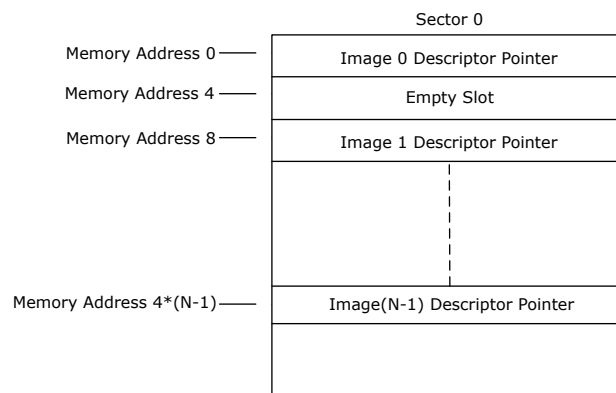 Sector 0
Memory Address 0
Image 0 Descriptor Pointer
Memory Address 4
Empty Slot
Memory Address 8
Image 1 Descriptor Pointer
Memory Address 4*(N-1)
Image(N-1) Descriptor Pointer